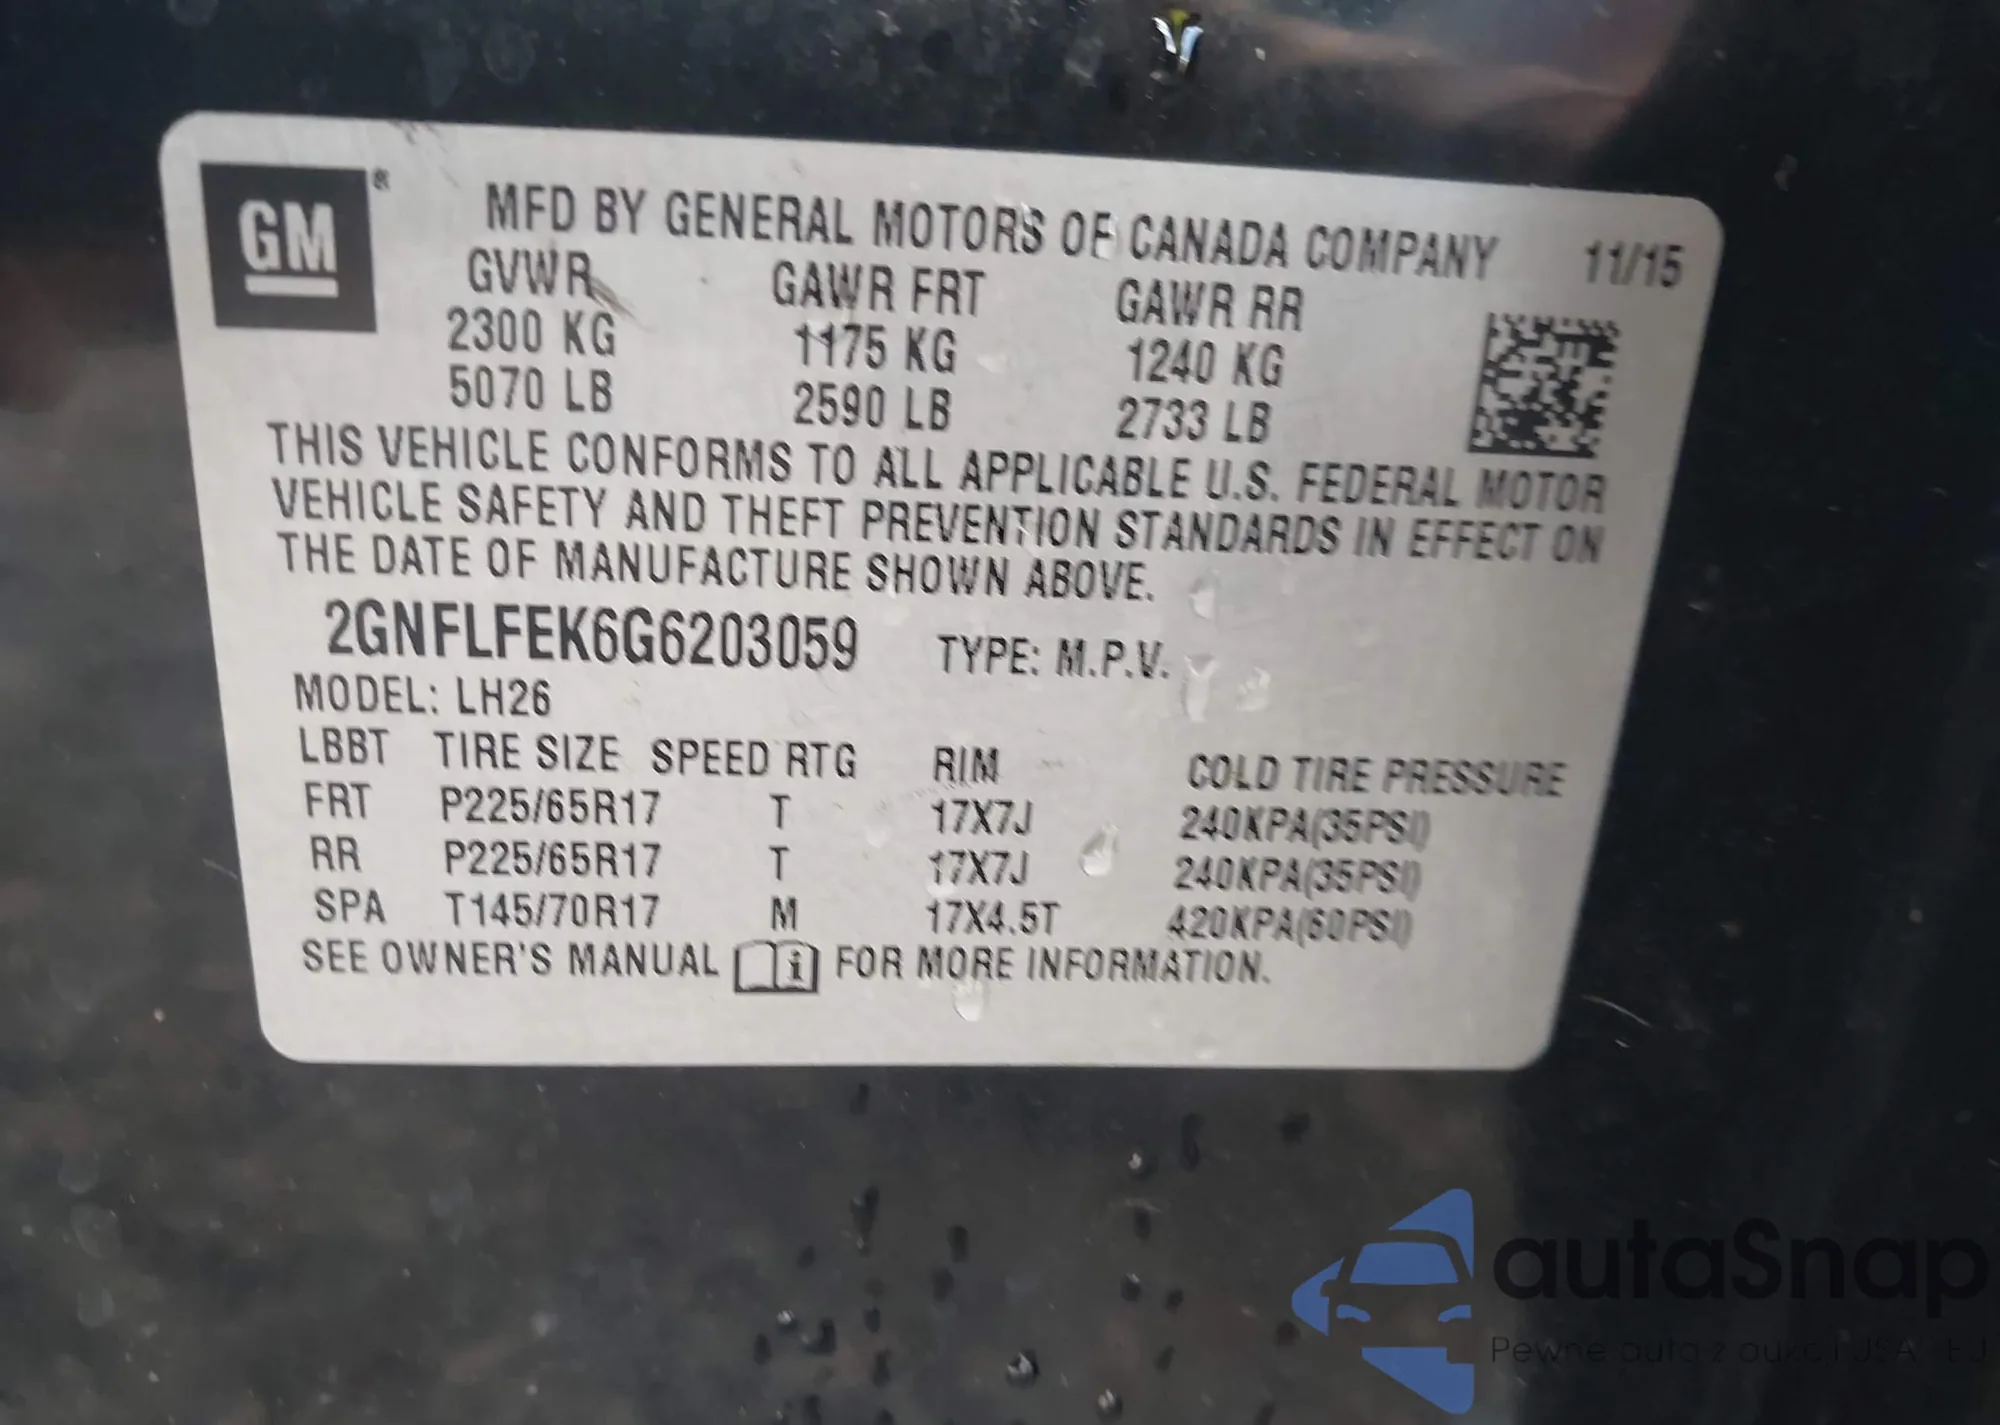 GM ®
MFD BY GENERAL MOTORS OF CANADA COMPANY 11/15
GVWR GAWR FRT GAWR RR
2300 KG 1175 KG 1240 KG
5070 LB 2590 LB 2733 LB
THIS VEHICLE CONFORMS TO ALL APPLICABLE U.S. FEDERAL MOTOR
VEHICLE SAFETY AND THEFT PREVENTION STANDARDS IN EFFECT ON
THE DATE OF MANUFACTURE SHOWN ABOVE.
2GNFLFEK6G6203059 TYPE: M.P.V.
MODEL: LH26
LBBT TIRE SIZE SPEED RTG RIM COLD TIRE PRESSURE
FRT P225/65R17 T 17X7J 240KPA(35PSI)
RR P225/65R17 T 17X7J 240KPA(35PSI)
SPA T145/70R17 M 17X4.5T 420KPA(60PSI)
SEE OWNER'S MANUAL i FOR MORE INFORMATION.
autaSnap
Pewne auto z aukcji USA